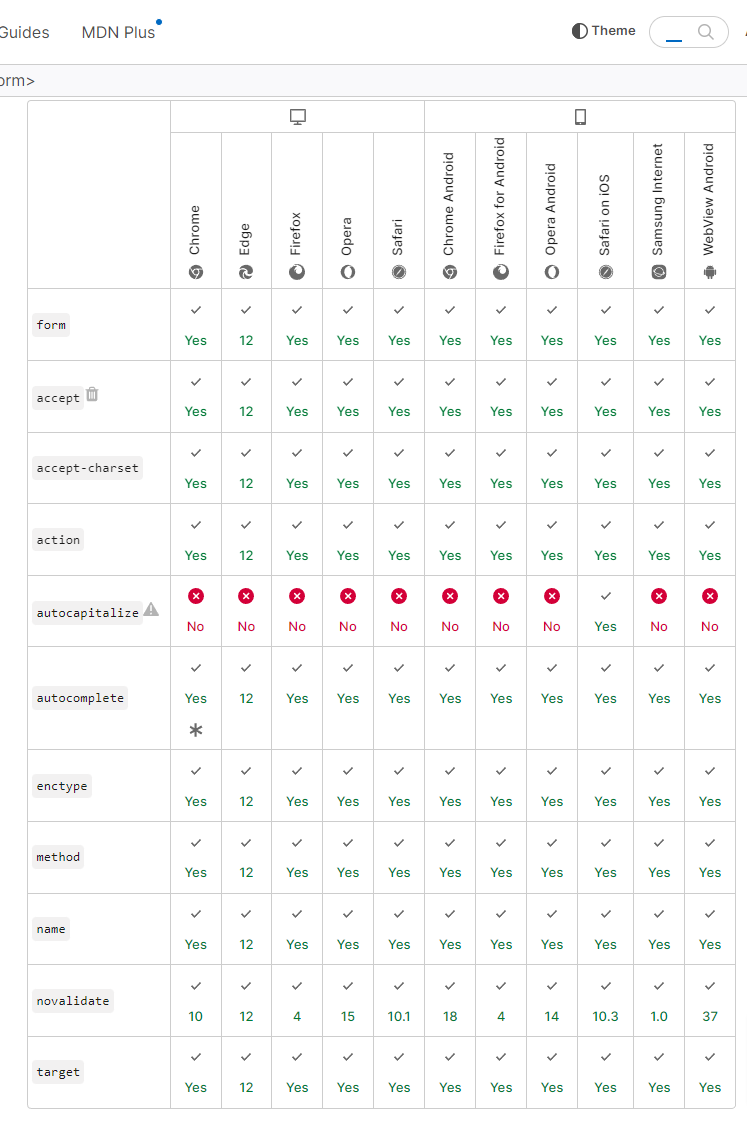 Guides MDN Plus Theme
orm>
Chrome Edge Firefox Opera Safari Chrome Android Firefox for Android Opera Android Safari on iOS Samsung Internet WebView Android
form
Yes 12 Yes Yes Yes Yes Yes Yes Yes Yes Yes
accept
Yes 12 Yes Yes Yes Yes Yes Yes Yes Yes Yes
accept-charset
Yes 12 Yes Yes Yes Yes Yes Yes Yes Yes Yes
action
Yes 12 Yes Yes Yes Yes Yes Yes Yes Yes Yes
autocapitalize
No No No No No No No No Yes No No
autocomplete
Yes 12 Yes Yes Yes Yes Yes Yes Yes Yes Yes
*
enctype
Yes 12 Yes Yes Yes Yes Yes Yes Yes Yes Yes
method
Yes 12 Yes Yes Yes Yes Yes Yes Yes Yes Yes
name
Yes 12 Yes Yes Yes Yes Yes Yes Yes Yes Yes
novalidate
10 12 4 15 10.1 18 4 14 10.3 1.0 37
target
Yes 12 Yes Yes Yes Yes Yes Yes Yes Yes Yes